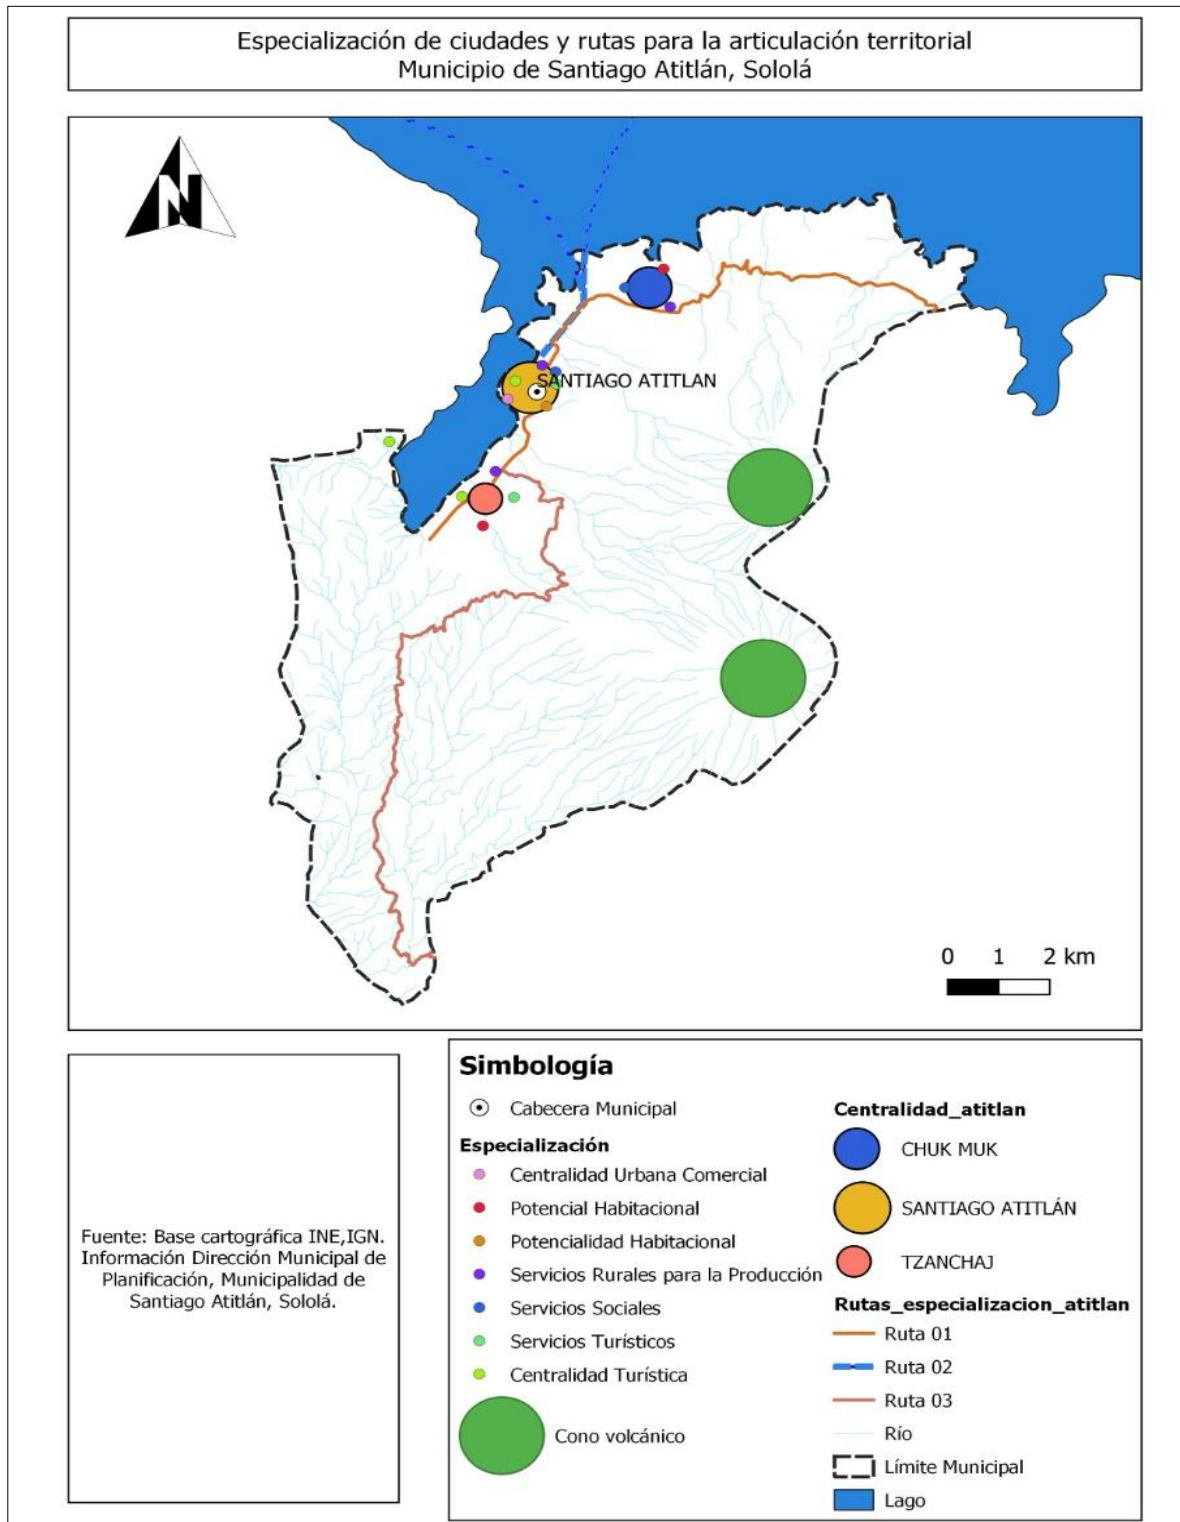 Especialización de ciudades y rutas para la articulación territorial
Municipio de Santiago Atitlán, Sololá
N
SANTIAGO ATITLAN
0 1 2 km
Fuente: Base cartográfica INE,IGN.
Información Dirección Municipal de
Planificación, Municipalidad de
Santiago Atitlán, Sololá.
Simbología
Cabecera Municipal
Especialización
Centralidad Urbana Comercial
Potencial Habitacional
Potencialidad Habitacional
Servicios Rurales para la Producción
Servicios Sociales
Servicios Turísticos
Centralidad Turística
Cono volcánico
Centralidad_atitlan
CHUK MUK
SANTIAGO ATITLÁN
TZANCHAJ
Rutas_especializacion_atitlan
Ruta 01
Ruta 02
Ruta 03
Río
Límite Municipal
Lago